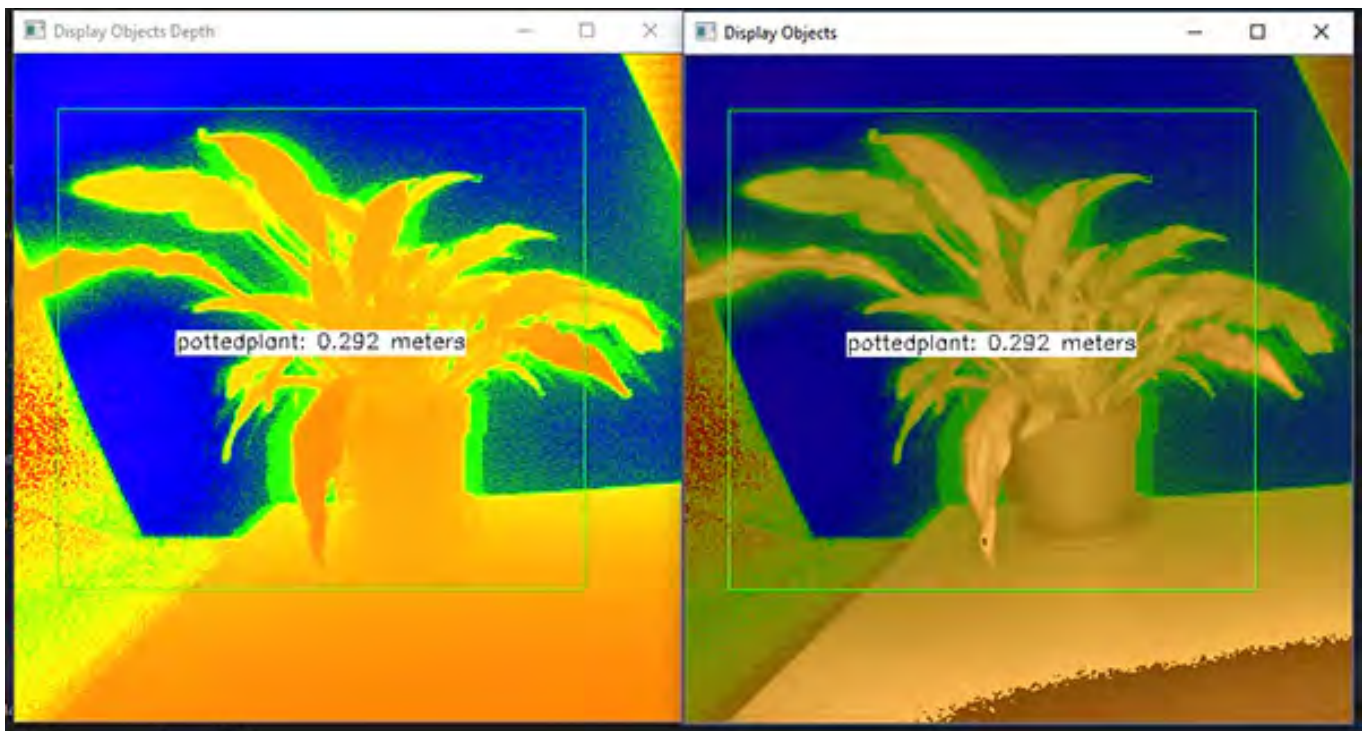 Display Objects Depth
Display Objects
pottedplant: 0.292 meters
pottedplant: 0.292 meters